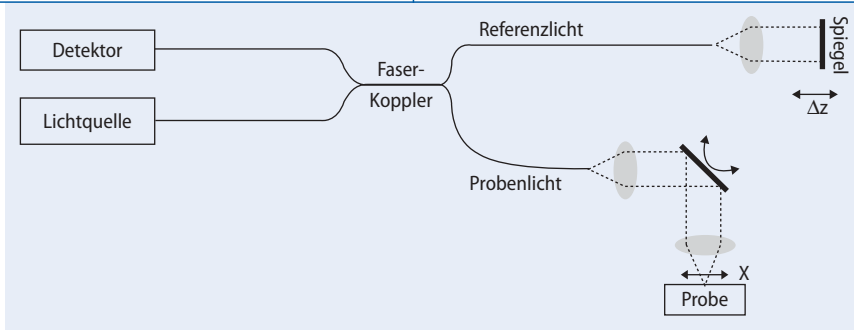 Detektor
Lichtquelle
Faser-
Koppler
Referenzlicht
Spiegel
Δz
Probenlicht
X
Probe